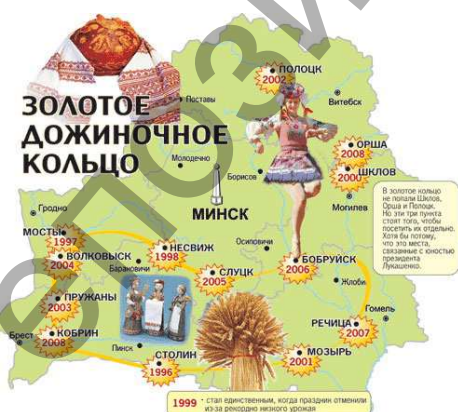 ЗОЛОТОЕ
ДОЖИНОЧНОЕ
КОЛЬЦО
ПОЛОЦК
2002
Поставы
Витебск
ОРША
2008
Молодечно
Борисов
ШКЛОВ
2000
МИНСК
Могилев
В золотое кольцо
не попали Шклов,
Орша и Полоцк.
Но эти три пункта
стоят того, чтобы
посетить их отдельно.
Хотя бы потому,
что это места,
связанные с юностью
президента
Лукашенко.
Гродно
МОСТЫ
1997
ВОЛКОВЫСК
2004
Барановичи
НЕСВИЖ
1998
Осиповичи
СЛУЦК
2005
БОБРУЙСК
2006
Жлоби
ПРУЖАНЫ
2003
Гомель
РЕЧИЦА
2007
Брест
КОБРИН
2008
Пинск
СТОЛИН
1996
МОЗЫРЬ
2001
1999 · стал единственным, когда праздник отменили
из-за рекордно низкого урожая